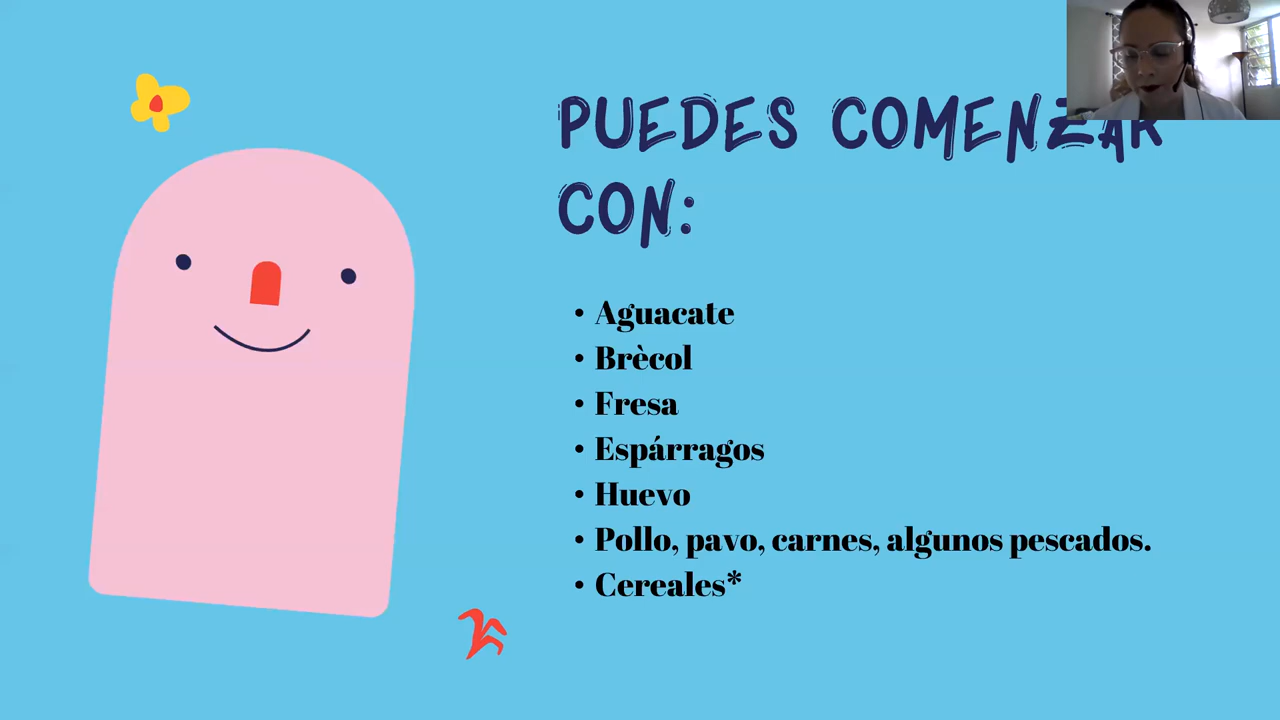 PUEDES COMENZAR
CON:
• Aguacate
• Brècol
• Fresa
• Espárragos
• Huevo
• Pollo, pavo, carnes, algunos pescados.
• Cereales*